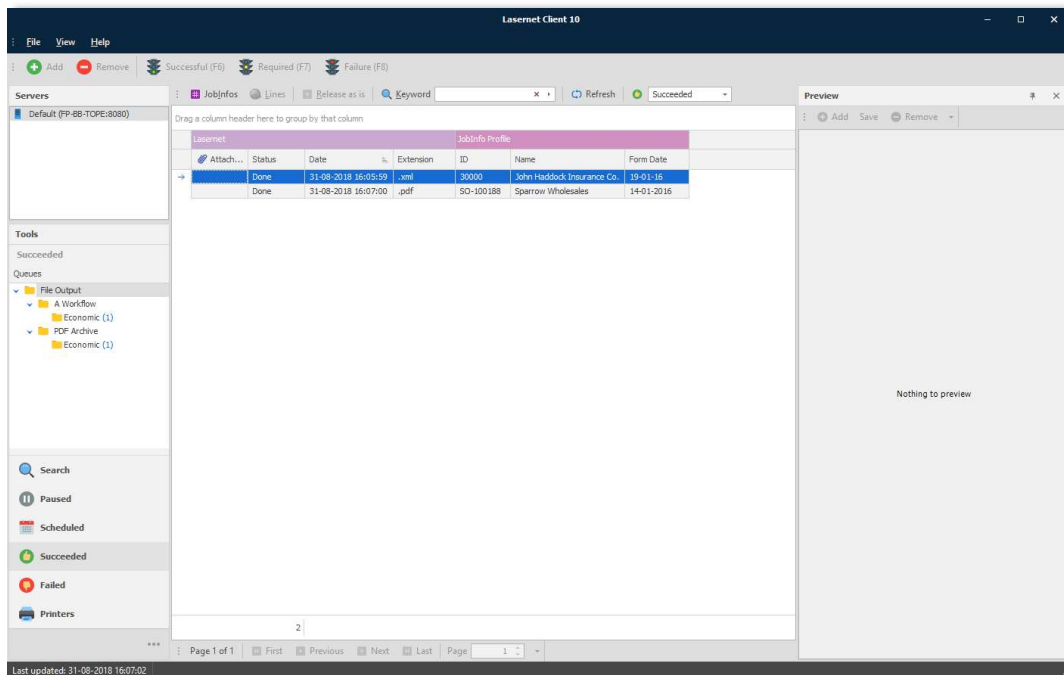 Lasernet Client 10
File View Help
Add Remove Successful (F6) Required (F7) Failure (F8)
Servers
Default (FP-BB-TOPE:8080)
JobInfos Lines Release as is Keyword Refresh Succeeded
Drag a column header here to group by that column
Lasernet JobInfo Profile
Attach... Status Date Extension ID Name Form Date
Done 31-08-2018 16:05:59 .xml 30000 John Haddock Insurance Co. 19-01-16
Done 31-08-2018 16:07:00 .pdf SO-100188 Sparrow Wholesales 14-01-2016
2
Page 1 of 1 First Previous Next Last Page 1
Preview
Add Save Remove
Nothing to preview
Tools
Succeeded
Queues
File Output
A Workflow
Economic (1)
PDF Archive
Economic (1)
Search
Paused
Scheduled
Succeeded
Failed
Printers
Last updated: 31-08-2018 16:07:02